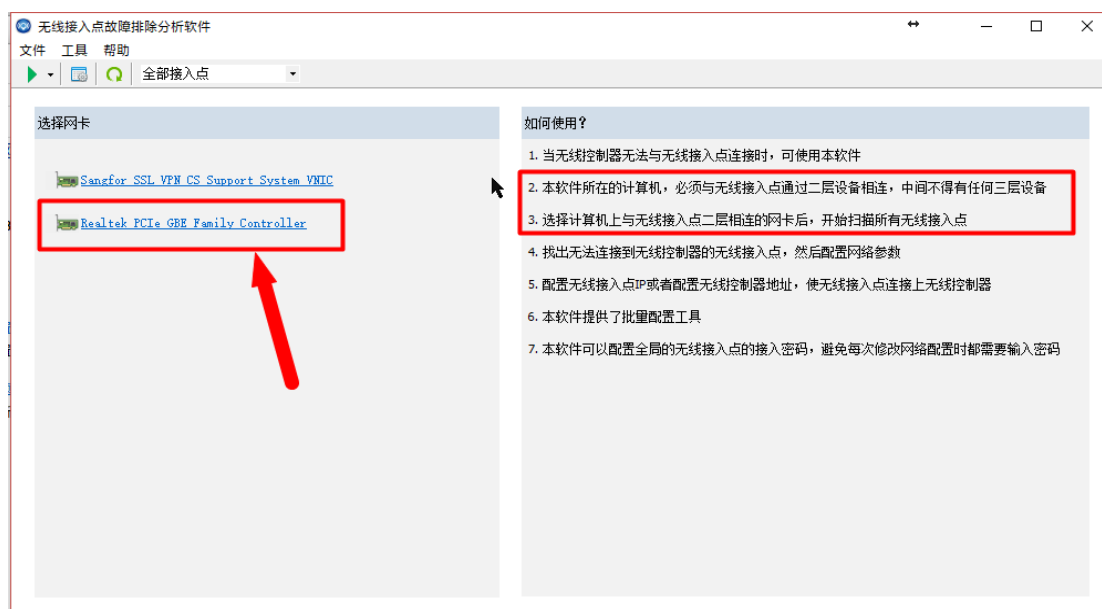 无线接入点故障排除分析软件
文件 工具 帮助
全部接入点
选择网卡
Sangfor SSL VPN CS Support System VNIC
Realtek PCIe GBE Family Controller
如何使用?
1. 当无线控制器无法与无线接入点连接时，可使用本软件
2. 本软件所在的计算机，必须与无线接入点通过二层设备相连，中间不得有任何三层设备
3. 选择计算机上与无线接入点二层相连的网卡后，开始扫描所有无线接入点
4. 找出无法连接到无线控制器的无线接入点，然后配置网络参数
5. 配置无线接入点IP或者配置无线控制器地址，使无线接入点连接上无线控制器
6. 本软件提供了批量配置工具
7. 本软件可以配置全局的无线接入点的接入密码，避免每次修改网络配置时都需要输入密码